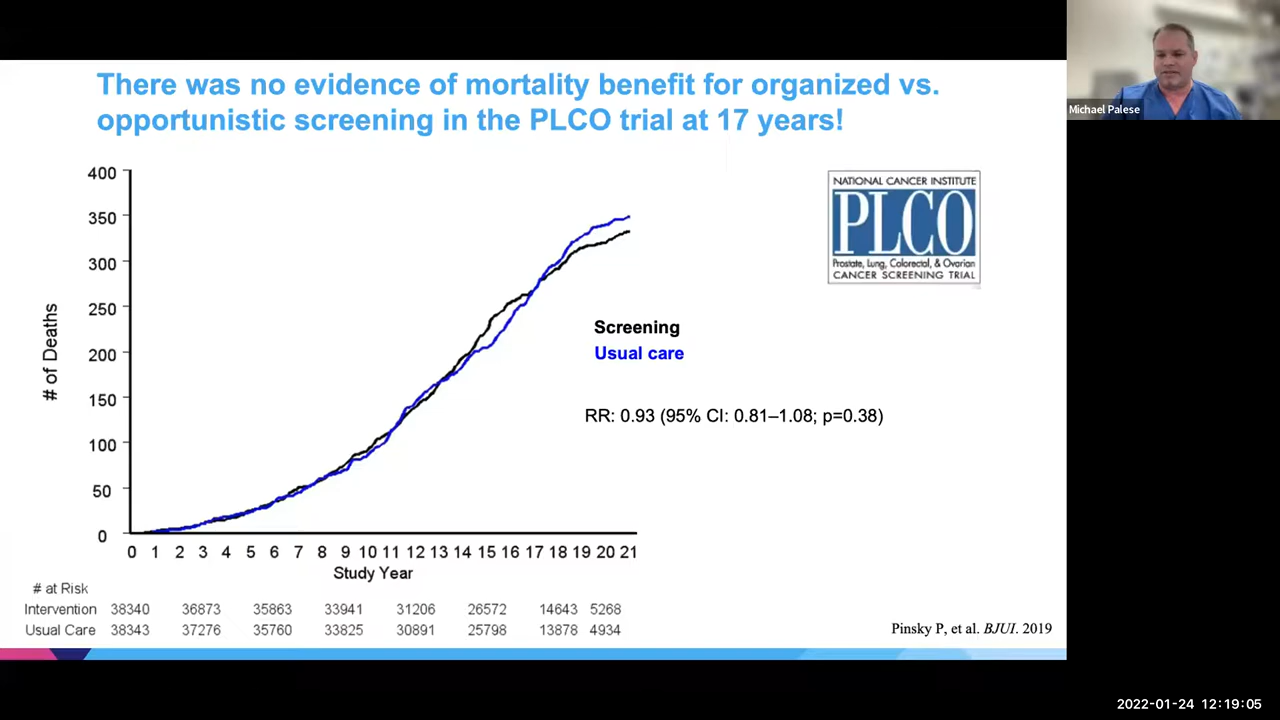 There was no evidence of mortality benefit for organized vs.
opportunistic screening in the PLCO trial at 17 years!
Michael Palese
400
350
300
250
200
150
100
50
0
# of Deaths
NATIONAL CANCER INSTITUTE
PLCO
Prostate, Lung, Colorectal, & Ovarian
CANCER SCREENING TRIAL
Screening
Usual care
RR: 0.93 (95% CI: 0.81–1.08; p=0.38)
0 1 2 3 4 5 6 7 8 9 10 11 12 13 14 15 16 17 18 19 20 21
Study Year
# at Risk
Intervention 38340 36873 35863 33941 31206 26572 14643 5268
Usual Care 38343 37276 35760 33825 30891 25798 13878 4934
Pinsky P, et al. BJUI. 2019
2022-01-24 12:19:05